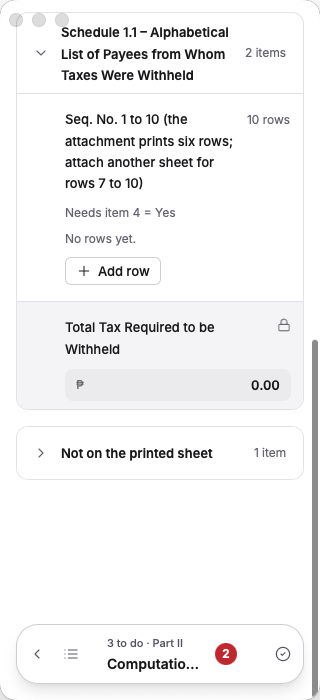 Schedule 1.1 – Alphabetical
List of Payees from Whom
Taxes Were Withheld
2 items
Seq. No. 1 to 10 (the
attachment prints six rows;
attach another sheet for
rows 7 to 10)
10 rows
Needs item 4 = Yes
No rows yet.
+ Add row
Total Tax Required to be
Withheld
₱ 0.00
Not on the printed sheet
1 item
3 to do · Part II
Computatio...
2